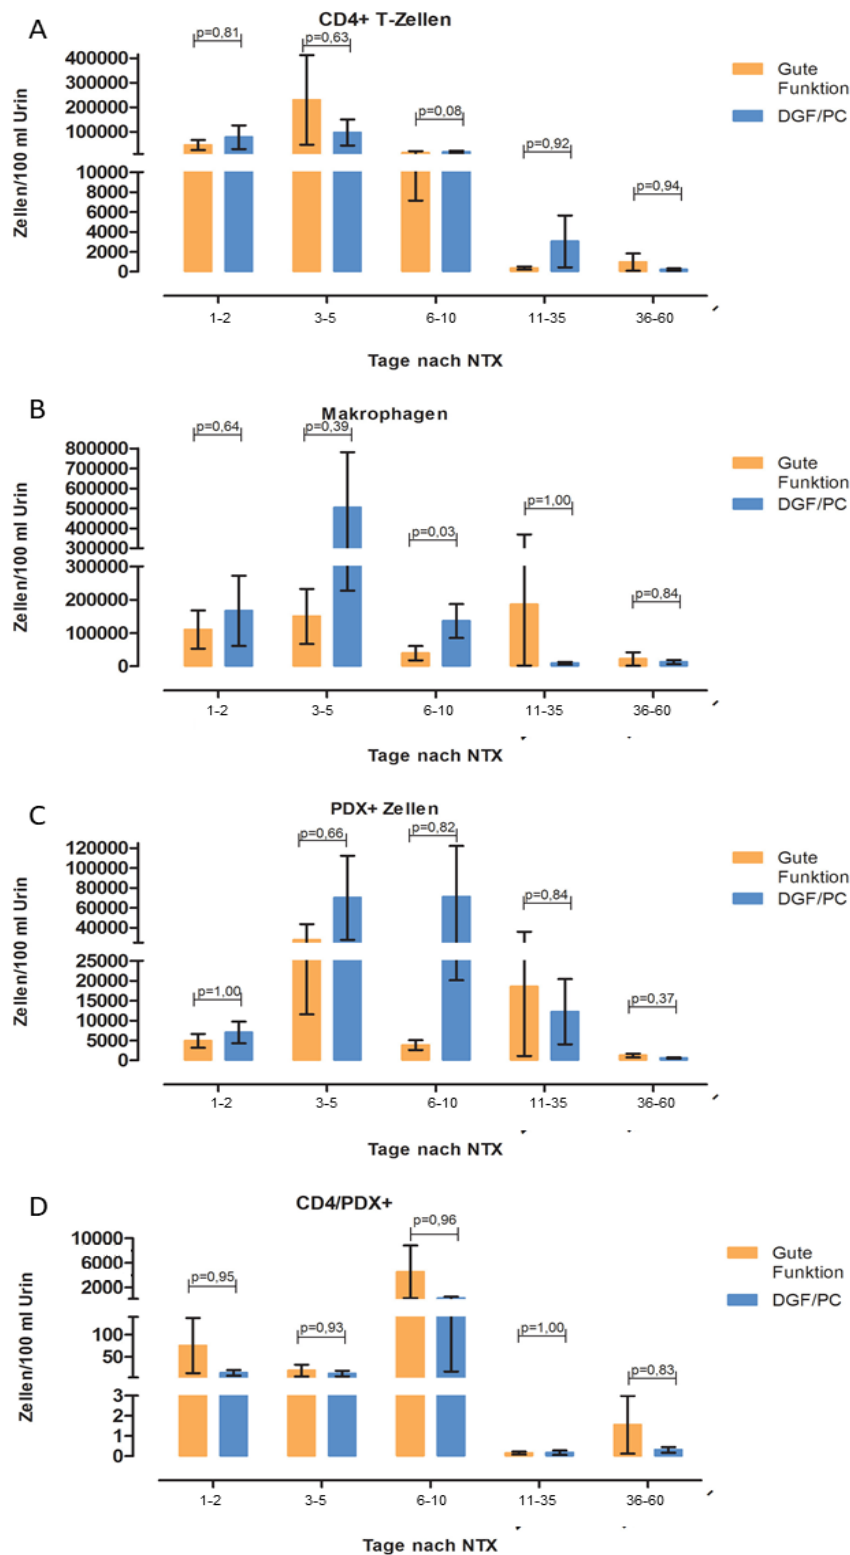 A
CD4+ T-Zellen
p=0,81
p=0,63
p=0,08
p=0,92
p=0,94
Zellen/100 ml Urin
400000
300000
200000
100000
10000
8000
6000
4000
2000
0
Gute
Funktion
DGF/PC
1-2
3-5
6-10
11-35
36-60
Tage nach NTX
B
Makrophagen
p=0,64
p=0,39
p=0,03
p=1,00
p=0,84
Zellen/100 ml Urin
800000
700000
600000
500000
400000
300000
300000
200000
100000
0
Gute
Funktion
DGF/PC
1-2
3-5
6-10
11-35
36-60
Tage nach NTX
C
PDX+ Zellen
p=1,00
p=0,66
p=0,82
p=0,84
p=0,37
Zellen/100 ml Urin
120000
100000
80000
60000
40000
25000
20000
15000
10000
5000
0
Gute
Funktion
DGF/PC
1-2
3-5
6-10
11-35
36-60
Tage nach NTX
D
CD4/PDX+
p=0,95
p=0,93
p=0,96
p=1,00
p=0,83
Zellen/100 ml Urin
10000
6000
2000
100
50
3
2
1
0
Gute
Funktion
DGF/PC
1-2
3-5
6-10
11-35
36-60
Tage nach NTX